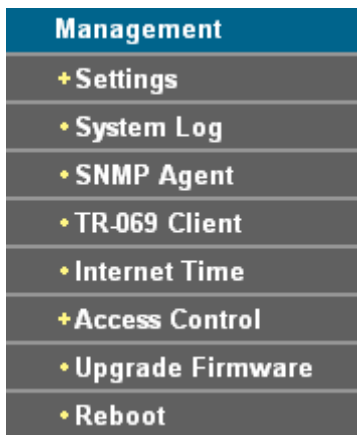 Management
+Settings
•System Log
•SNMP Agent
•TR-069 Client
•Internet Time
+Access Control
•Upgrade Firmware
•Reboot